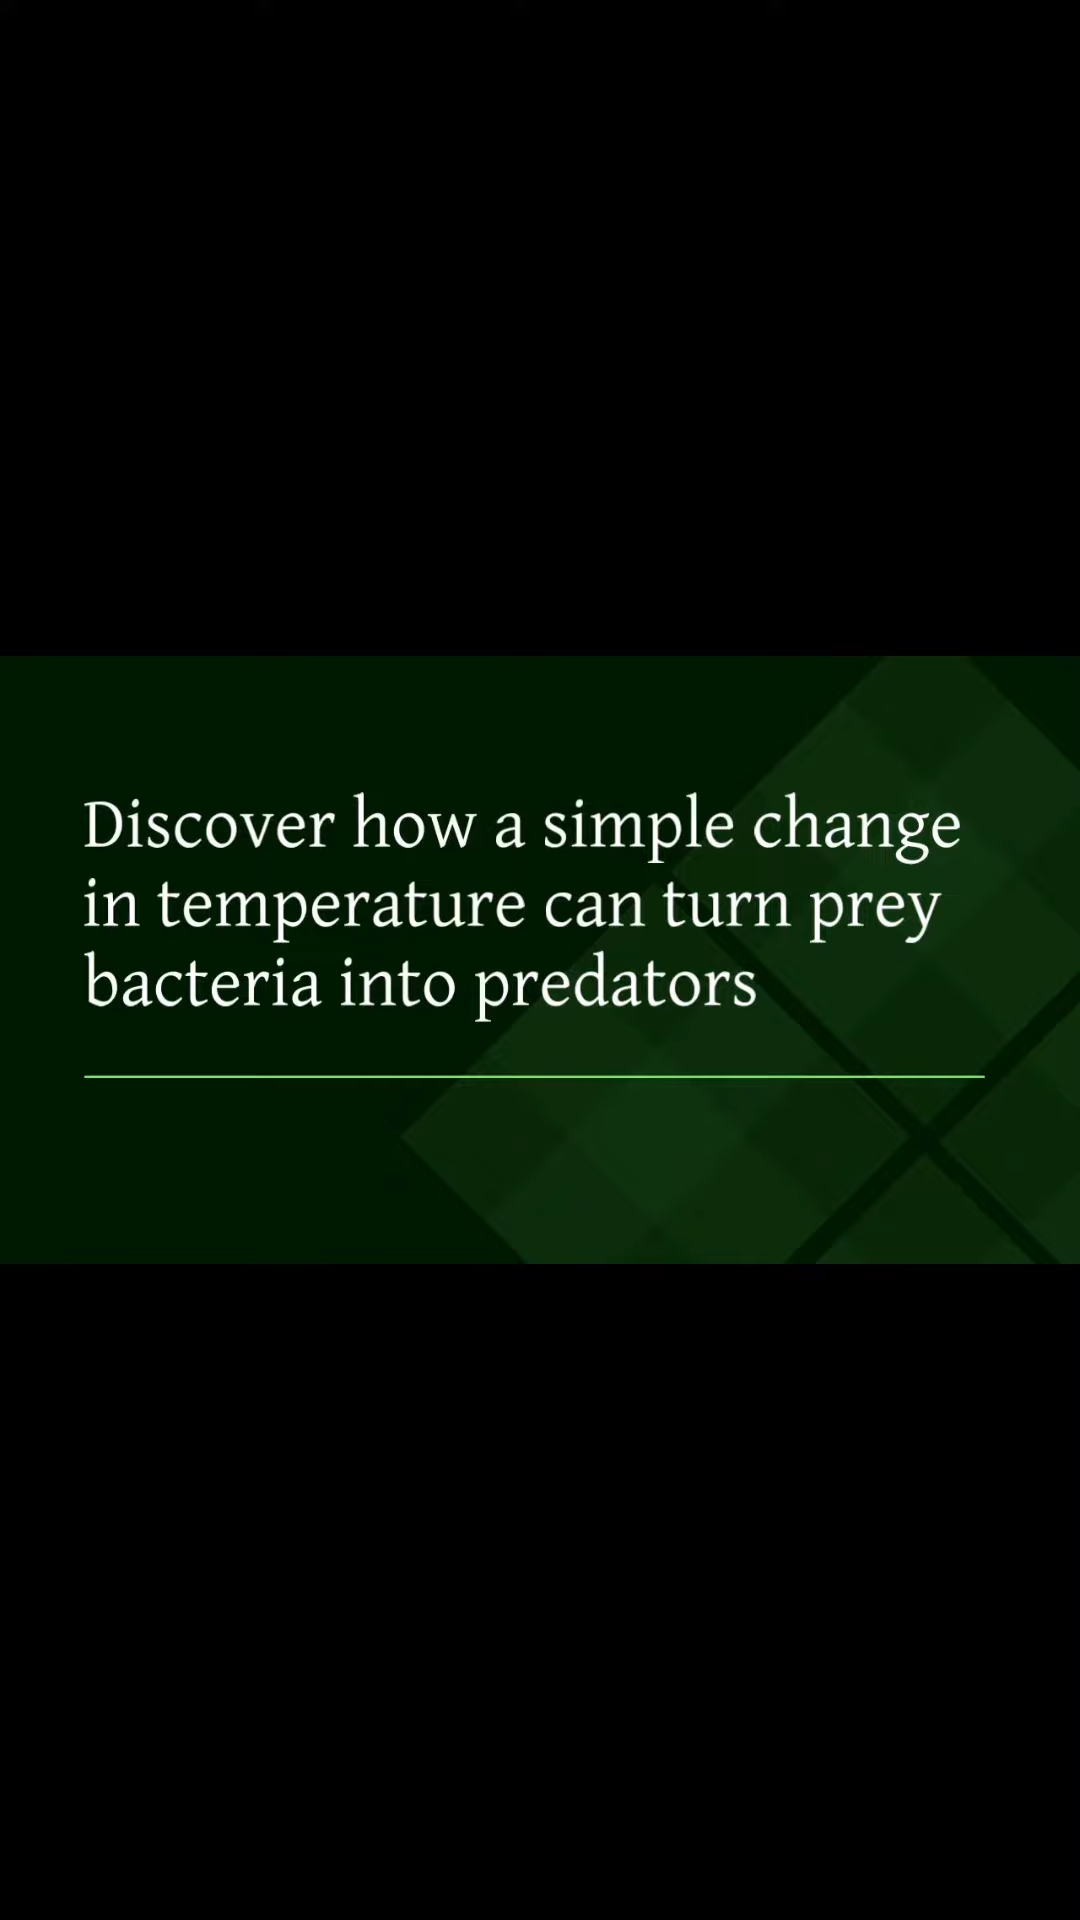 Discover how a simple change
in temperature can turn prey
bacteria into predators